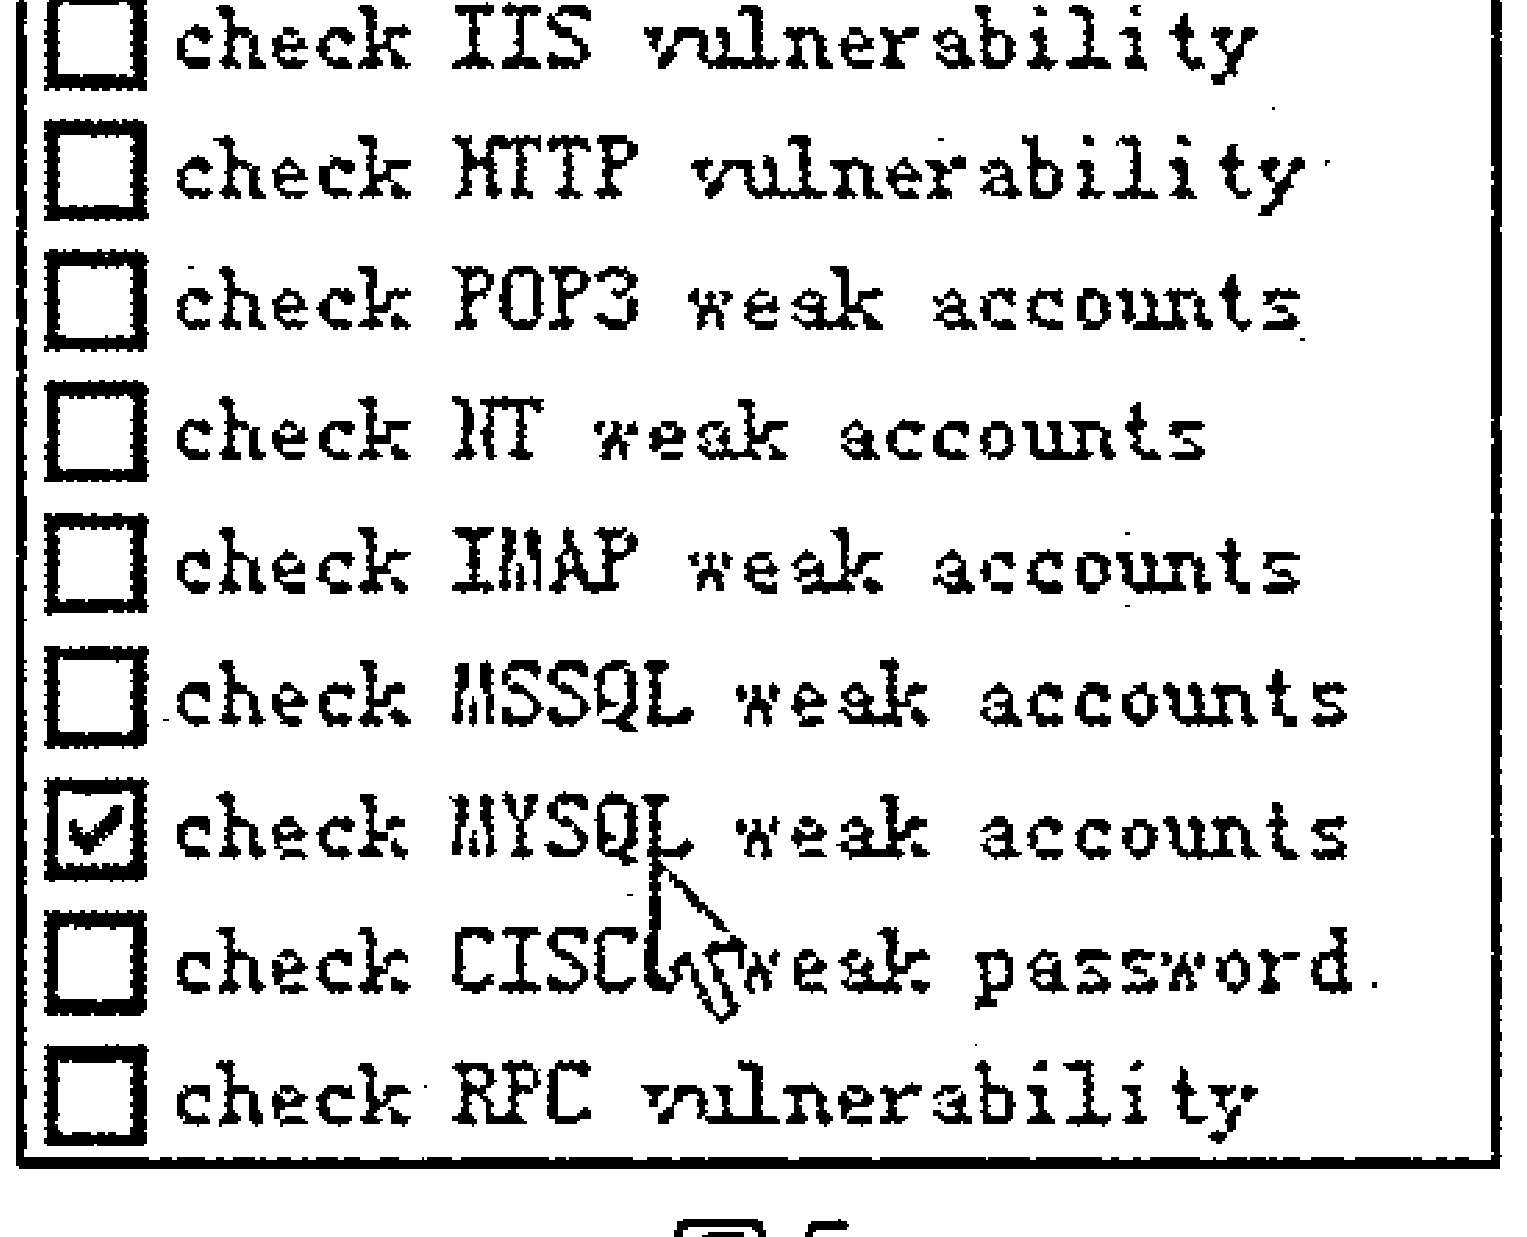 check IIS vulnerability
check HTTP vulnerability
check POP3 weak accounts
check NT weak accounts
check IMAP weak accounts
check MSSQL weak accounts
check MYSQL weak accounts
check CISCO weak password
check RPC vulnerability